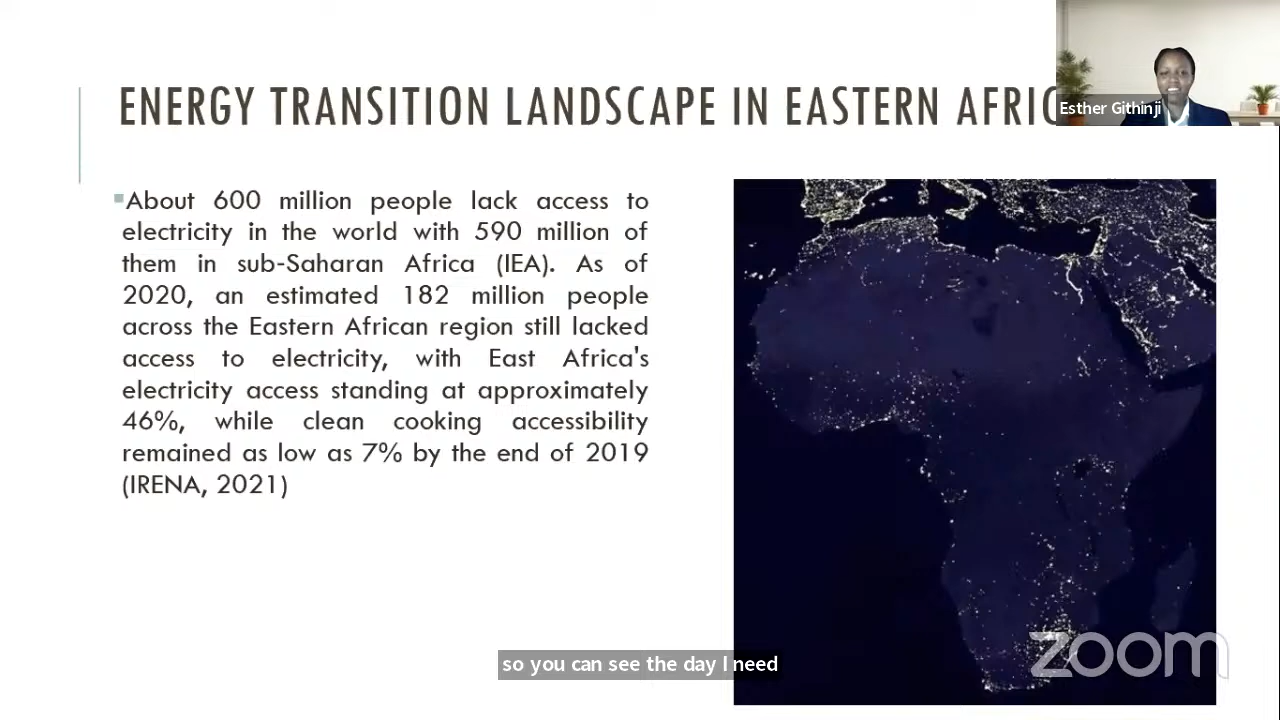 ENERGY TRANSITION LANDSCAPE IN EASTERN AFRIC
Esther Githinji
About 600 million people lack access to
electricity in the world with 590 million of
them in sub-Saharan Africa (IEA). As of
2020, an estimated 182 million people
across the Eastern African region still lacked
access to electricity, with East Africa's
electricity access standing at approximately
46%, while clean cooking accessibility
remained as low as 7% by the end of 2019
(IRENA, 2021)
so you can see the day I need
zoom